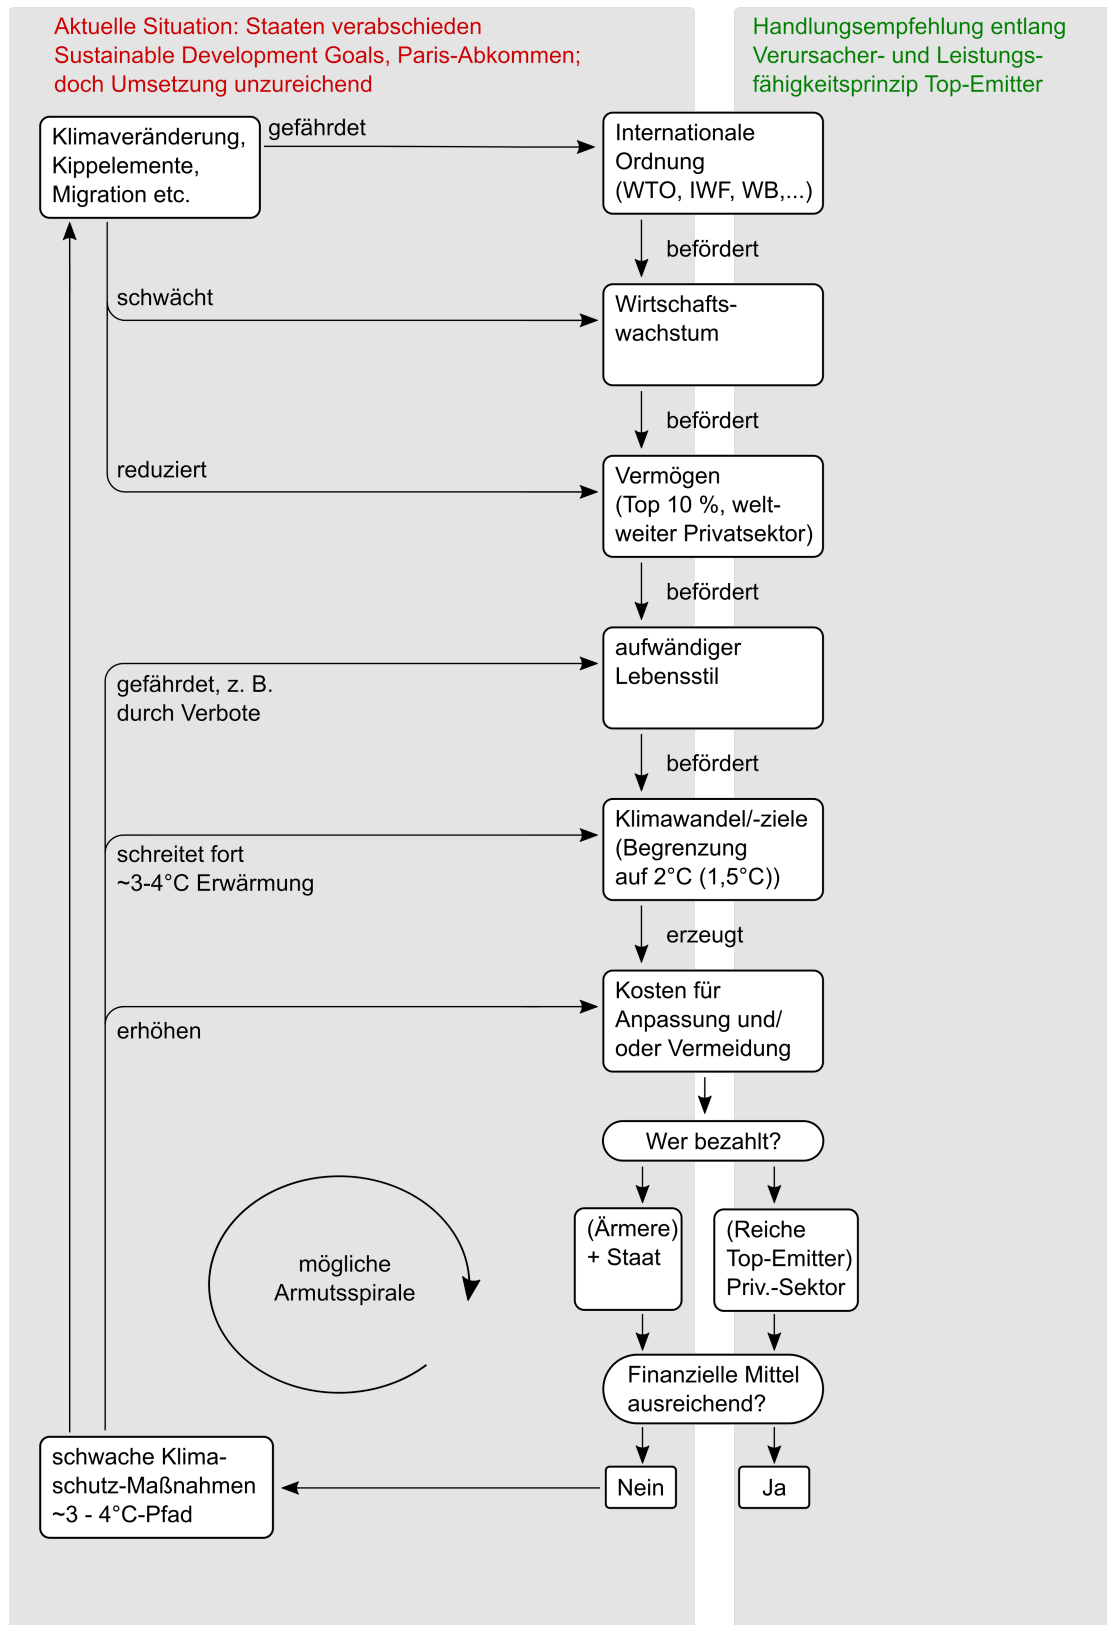 Aktuelle Situation: Staaten verabschieden
Sustainable Development Goals, Paris-Abkommen;
doch Umsetzung unzureichend
Handlungsempfehlung entlang
Verursacher- und Leistungs-
fähigkeitsprinzip Top-Emitter
Klimaveränderung,
Kippelemente,
Migration etc.
gefährdet
Internationale
Ordnung
(WTO, IWF, WB,...)
befördert
schwächt
Wirtschafts-
wachstum
befördert
reduziert
Vermögen
(Top 10 %, welt-
weiter Privatsektor)
befördert
aufwändiger
Lebensstil
gefährdet, z. B.
durch Verbote
befördert
Klimawandel/-ziele
(Begrenzung
auf 2°C (1,5°C))
schreitet fort
~3-4°C Erwärmung
erzeugt
Kosten für
Anpassung und/
oder Vermeidung
erhöhen
Wer bezahlt?
(Ärmere)
+ Staat
(Reiche
Top-Emitter)
Priv.-Sektor
mögliche
Armutsspirale
Finanzielle Mittel
ausreichend?
schwache Klima-
schutz-Maßnahmen
~3 - 4°C-Pfad
Nein
Ja